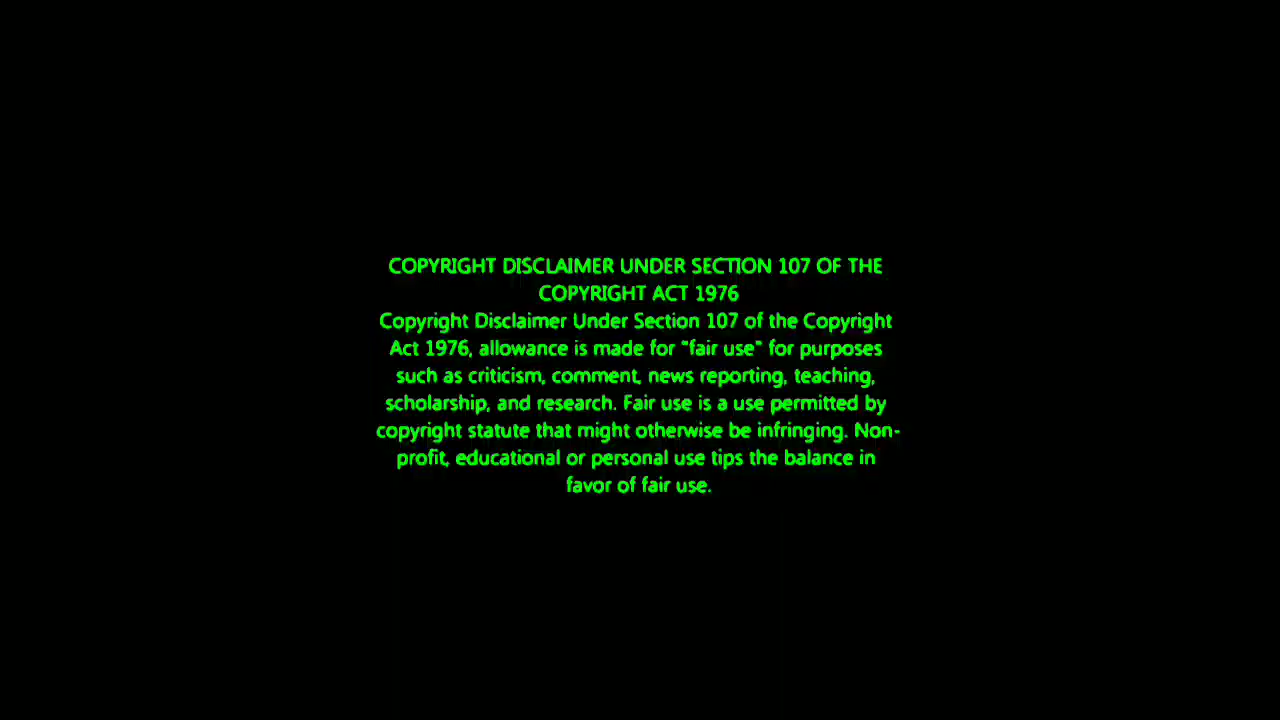 COPYRIGHT DISCLAIMER UNDER SECTION 107 OF THE
COPYRIGHT ACT 1976
Copyright Disclaimer Under Section 107 of the Copyright
Act 1976, allowance is made for "fair use" for purposes
such as criticism, comment, news reporting, teaching,
scholarship, and research. Fair use is a use permitted by
copyright statute that might otherwise be infringing. Non-
profit, educational or personal use tips the balance in
favor of fair use.